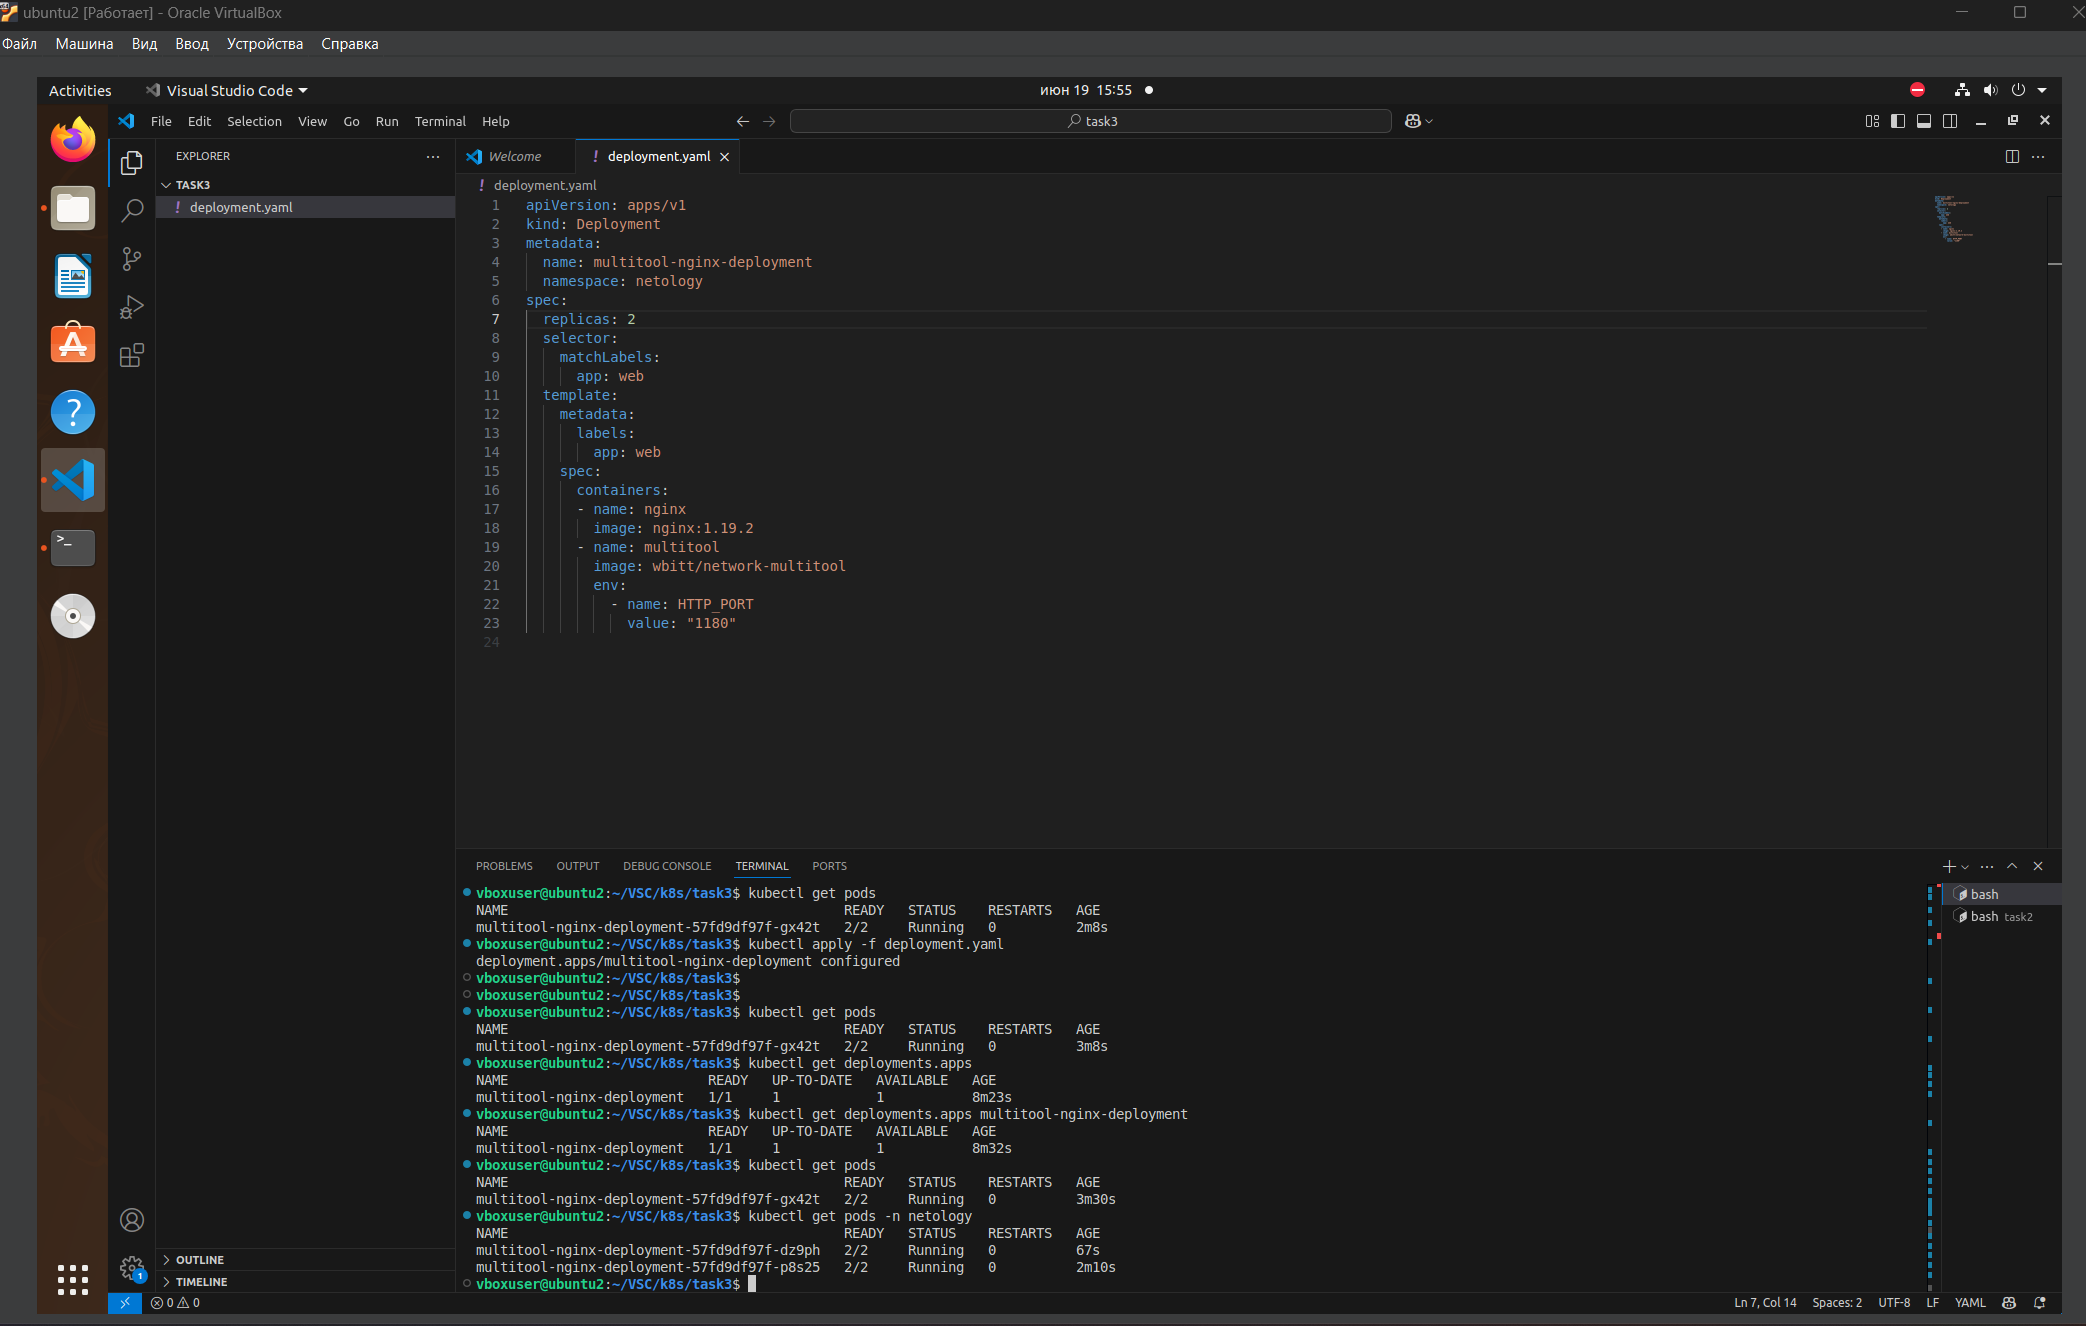 ubuntu2 [Работает] - Oracle VirtualBox
Файл Машина Вид Ввод Устройства Справка
Activities Visual Studio Code июн 19 15:55
File Edit Selection View Go Run Terminal Help task3
EXPLORER
TASK3
deployment.yaml
Welcome deployment.yaml
deployment.yaml
1 apiVersion: apps/v1
2 kind: Deployment
3 metadata:
4 name: multitool-nginx-deployment
5 namespace: netology
6 spec:
7 replicas: 2
8 selector:
9 matchLabels:
10 app: web
11 template:
12 metadata:
13 labels:
14 app: web
15 spec:
16 containers:
17 - name: nginx
18 image: nginx:1.19.2
19 - name: multitool
20 image: wbitt/network-multitool
21 env:
22 - name: HTTP_PORT
23 value: "1180"
24
PROBLEMS OUTPUT DEBUG CONSOLE TERMINAL PORTS
vboxuser@ubuntu2:~/VSC/k8s/task3$ kubectl get pods
NAME READY STATUS RESTARTS AGE
multitool-nginx-deployment-57fd9df97f-gx42t 2/2 Running 0 2m8s
vboxuser@ubuntu2:~/VSC/k8s/task3$ kubectl apply -f deployment.yaml
deployment.apps/multitool-nginx-deployment configured
vboxuser@ubuntu2:~/VSC/k8s/task3$
vboxuser@ubuntu2:~/VSC/k8s/task3$
vboxuser@ubuntu2:~/VSC/k8s/task3$ kubectl get pods
NAME READY STATUS RESTARTS AGE
multitool-nginx-deployment-57fd9df97f-gx42t 2/2 Running 0 3m8s
vboxuser@ubuntu2:~/VSC/k8s/task3$ kubectl get deployments.apps
NAME READY UP-TO-DATE AVAILABLE AGE
multitool-nginx-deployment 1/1 1 1 8m23s
vboxuser@ubuntu2:~/VSC/k8s/task3$ kubectl get deployments.apps multitool-nginx-deployment
NAME READY UP-TO-DATE AVAILABLE AGE
multitool-nginx-deployment 1/1 1 1 8m32s
vboxuser@ubuntu2:~/VSC/k8s/task3$ kubectl get pods
NAME READY STATUS RESTARTS AGE
multitool-nginx-deployment-57fd9df97f-gx42t 2/2 Running 0 3m30s
vboxuser@ubuntu2:~/VSC/k8s/task3$ kubectl get pods -n netology
NAME READY STATUS RESTARTS AGE
multitool-nginx-deployment-57fd9df97f-dz9ph 2/2 Running 0 67s
multitool-nginx-deployment-57fd9df97f-p8s25 2/2 Running 0 2m10s
vboxuser@ubuntu2:~/VSC/k8s/task3$
bash
bash task2
OUTLINE
TIMELINE
1
0 0 Ln 7, Col 14 Spaces: 2 UTF-8 LF YAML